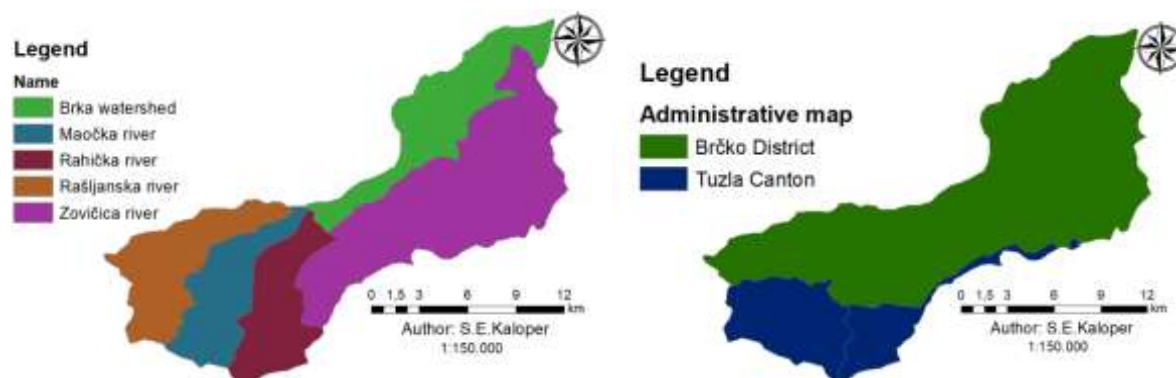 Legend
Name
Brka watershed
Maočka river
Rahička river
Rašljanska river
Zovičica river
0 1,5 3 6 9 12
km
Author: S.E.Kaloper
1:150.000
Legend
Administrative map
Brčko District
Tuzla Canton
0 1,5 3 6 9 12
km
Author: S.E.Kaloper
1:150.000